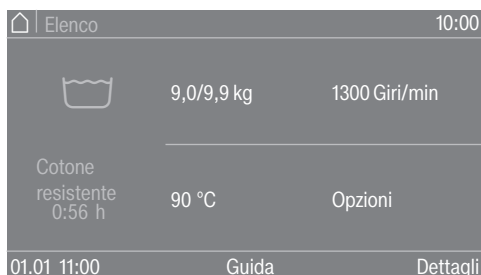 Elenco 10:00
9,0/9,9 kg 1300 Giri/min
Cotone
resistente
0:56 h
90 °C Opzioni
01.01 11:00 Guida Dettagli